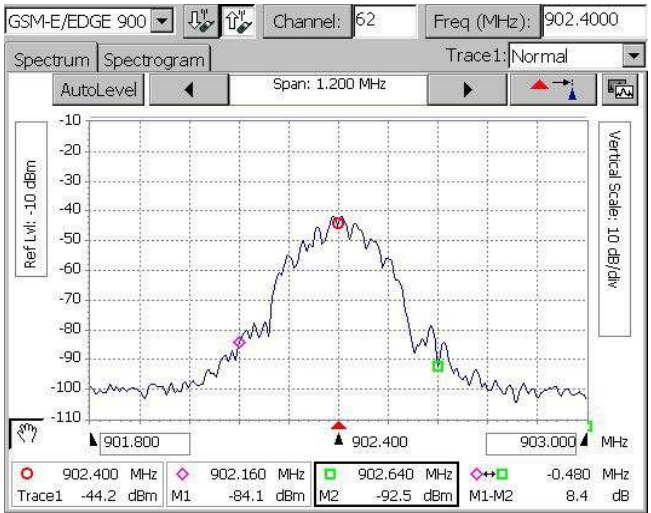 GSM-E/EDGE 900 Channel: 62 Freq (MHz): 902.4000
Spectrum Spectrogram Trace1: Normal
AutoLevel Span: 1.200 MHz
Ref Lvl: -10 dBm
-10
-20
-30
-40
-50
-60
-70
-80
-90
-100
-110
Vertical Scale: 10 dB/div
901.800 902.400 903.000 MHz
902.400 MHz 902.160 MHz 902.640 MHz -0.480 MHz
Trace1 -44.2 dBm M1 -84.1 dBm M2 -92.5 dBm M1-M2 8.4 dB